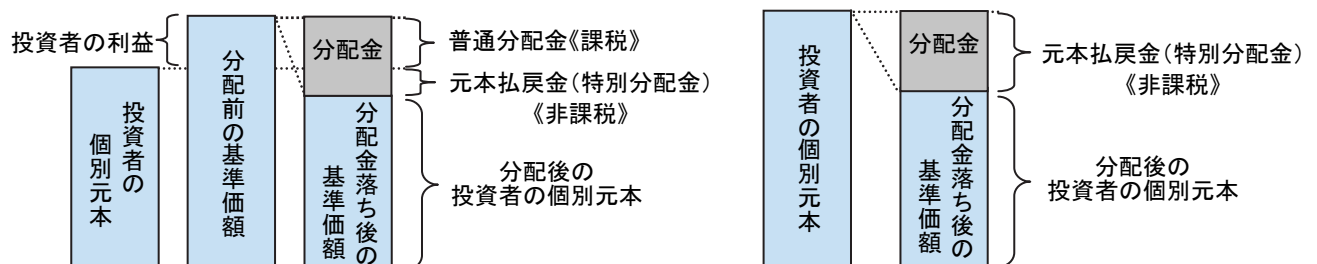 投資者の利益
投資者の
個別元本
分配前の基準価額
分配金
分配金落ち後の
基準価額
普通分配金《課税》
元本払戻金(特別分配金)
《非課税》
分配後の
投資者の個別元本
投資者の個別元本
分配金
分配金落ち後の
基準価額
元本払戻金(特別分配金)
《非課税》
分配後の
投資者の個別元本